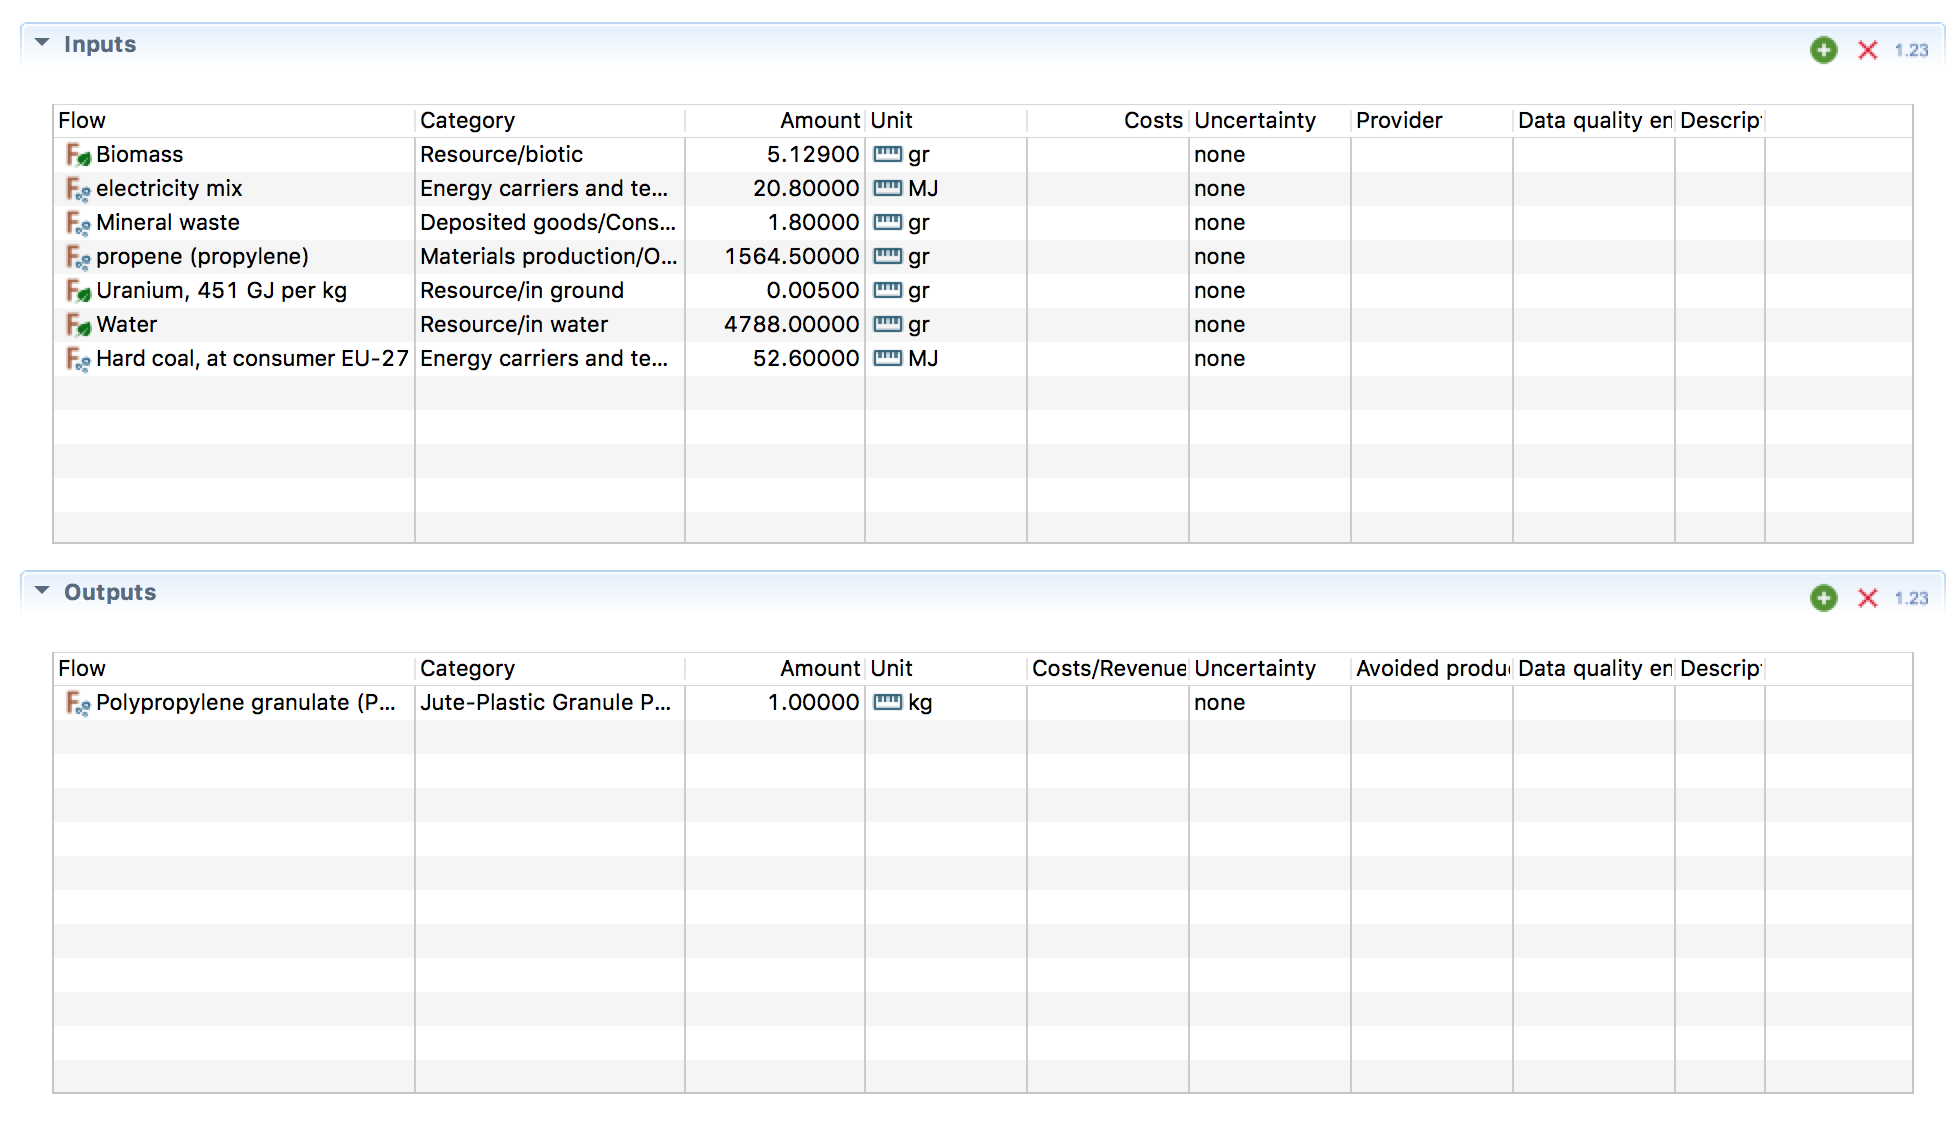 Inputs
1.23
Flow Category Amount Unit Costs Uncertainty Provider Data quality en Descrip
Biomass Resource/biotic 5.12900 gr none
electricity mix Energy carriers and te... 20.80000 MJ none
Mineral waste Deposited goods/Cons... 1.80000 gr none
propene (propylene) Materials production/O... 1564.50000 gr none
Uranium, 451 GJ per kg Resource/in ground 0.00500 gr none
Water Resource/in water 4788.00000 gr none
Hard coal, at consumer EU-27 Energy carriers and te... 52.60000 MJ none
Outputs
1.23
Flow Category Amount Unit Costs/Revenue Uncertainty Avoided produ Data quality en Descrip
Polypropylene granulate (P... Jute-Plastic Granule P... 1.00000 kg none